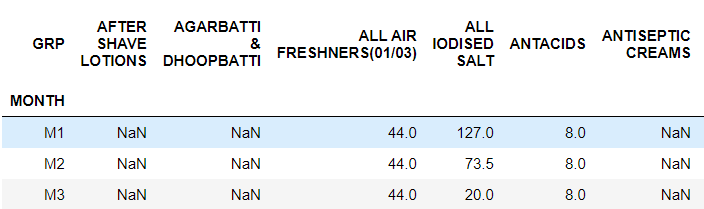 GRP AFTER SHAVE LOTIONS AGARBATTI & DHOOPBATTI ALL AIR FRESHNERS(01/03) ALL IODISED SALT ANTACIDS ANTISEPTIC CREAMS
MONTH
M1 NaN NaN 44.0 127.0 8.0 NaN
M2 NaN NaN 44.0 73.5 8.0 NaN
M3 NaN NaN 44.0 20.0 8.0 NaN